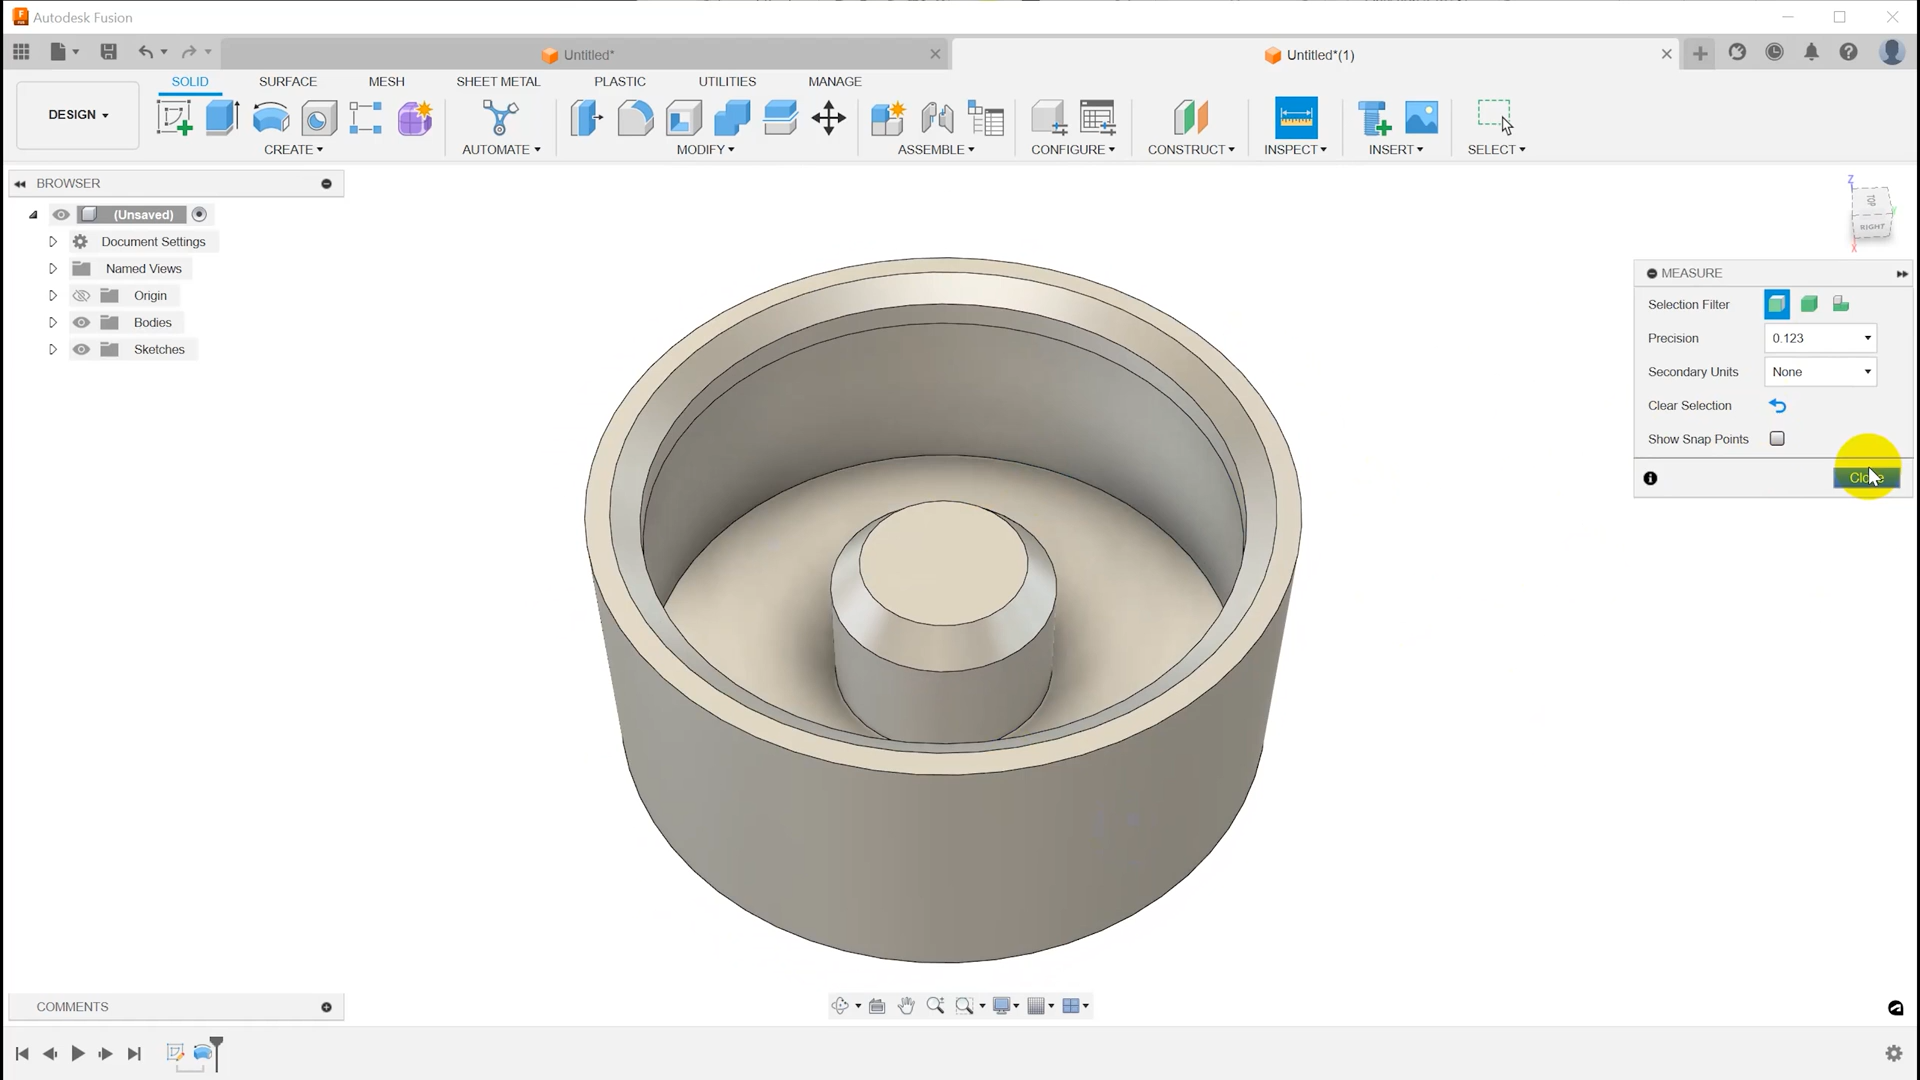 Autodesk Fusion
Untitled*
Untitled*(1)
SOLID SURFACE MESH SHEET METAL PLASTIC UTILITIES MANAGE
DESIGN
CREATE AUTOMATE MODIFY ASSEMBLE CONFIGURE CONSTRUCT INSPECT INSERT SELECT
BROWSER
(Unsaved)
Document Settings
Named Views
Origin
Bodies
Sketches
Z
TOP
RIGHT
X
MEASURE
Selection Filter
Precision 0.123
Secondary Units None
Clear Selection
Show Snap Points
Close
COMMENTS